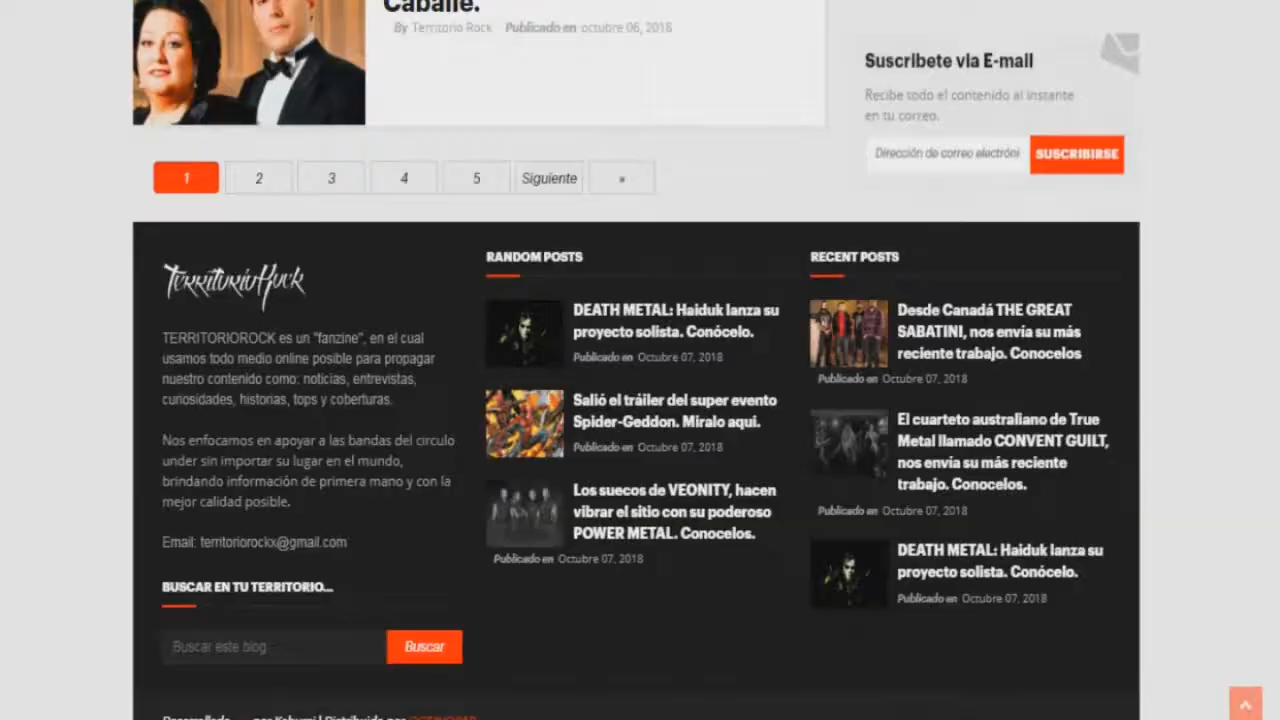 Caballé.
By Territorio Rock Publicado en octubre 06, 2018
Suscribete via E-mail
Recibe todo el contenido al instante
en tu correo.
Dirección de correo electróni
SUSCRIBIRSE
1 2 3 4 5 Siguiente »
TerritorioRock
TERRITORIOROCK es un "fanzine", en el cual
usamos todo medio online posible para propagar
nuestro contenido como: noticias, entrevistas,
curiosidades, historias, tops y coberturas.
Nos enfocamos en apoyar a las bandas del circulo
under sin importar su lugar en el mundo,
brindando información de primera mano y con la
mejor calidad posible.
Email: territoriorockx@gmail.com
BUSCAR EN TU TERRITORIO...
Buscar este blog
Buscar
RANDOM POSTS
DEATH METAL: Haiduk lanza su
proyecto solista. Conócelo.
Publicado en Octubre 07, 2018
Salió el tráiler del super evento
Spider-Geddon. Miralo aquí.
Publicado en Octubre 07, 2018
Los suecos de VEONITY, hacen
vibrar el sitio con su poderoso
POWER METAL. Conocelos.
Publicado en Octubre 07, 2018
RECENT POSTS
Desde Canadá THE GREAT
SABATINI, nos envía su más
reciente trabajo. Conocelos
Publicado en Octubre 07, 2018
El cuarteto australiano de True
Metal llamado CONVENT GUILT,
nos envia su más reciente
trabajo. Conocelos.
Publicado en Octubre 07, 2018
DEATH METAL: Haiduk lanza su
proyecto solista. Conócelo.
Publicado en Octubre 07, 2018